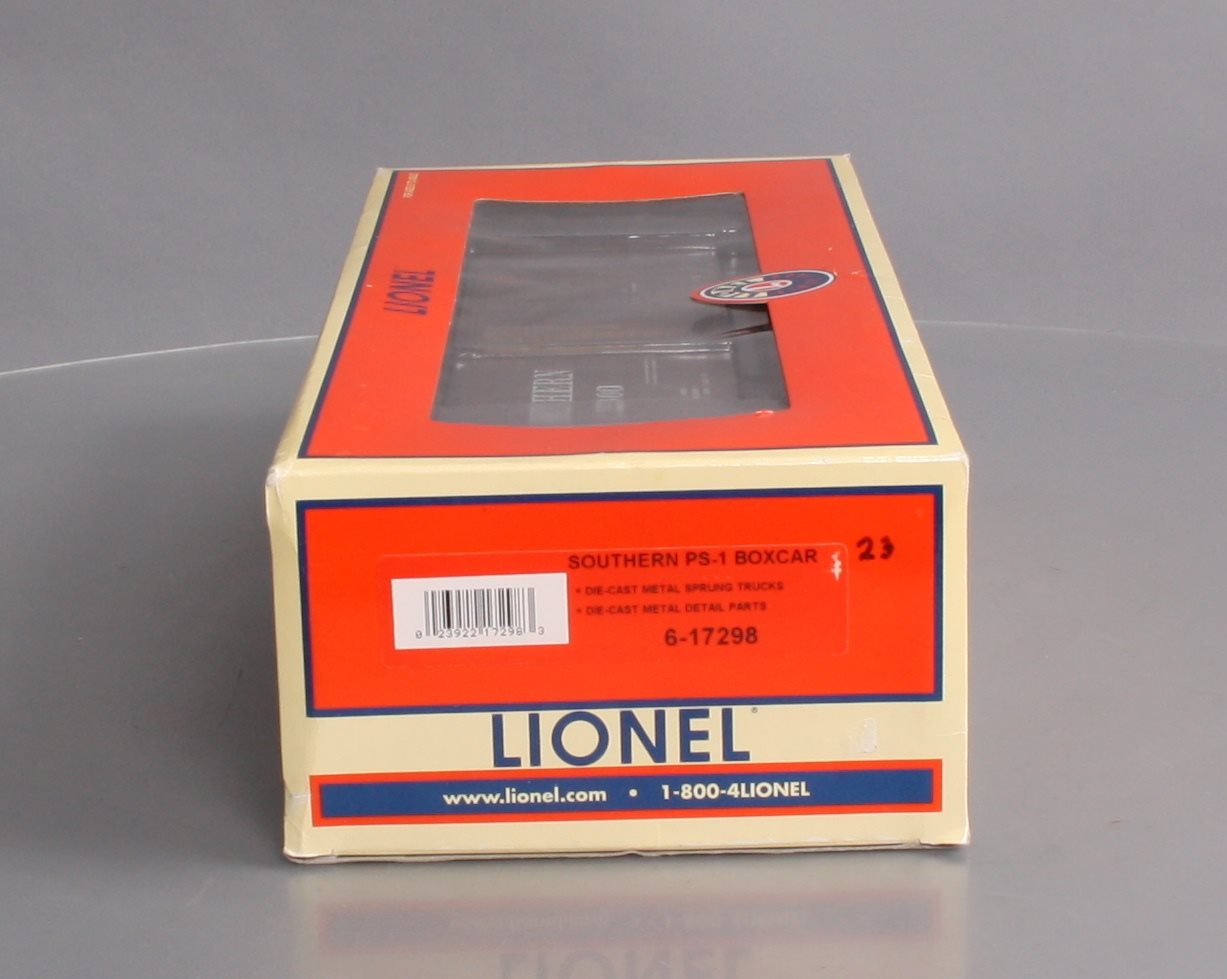 LIONEL
HERN
SOUTHERN PS-1 BOXCAR
23
• DIE-CAST METAL SPRUNG TRUCKS
• DIE-CAST METAL DETAIL PARTS
6-17298
0 23922 17298 3
LIONEL®
www.lionel.com • 1-800-4LIONEL